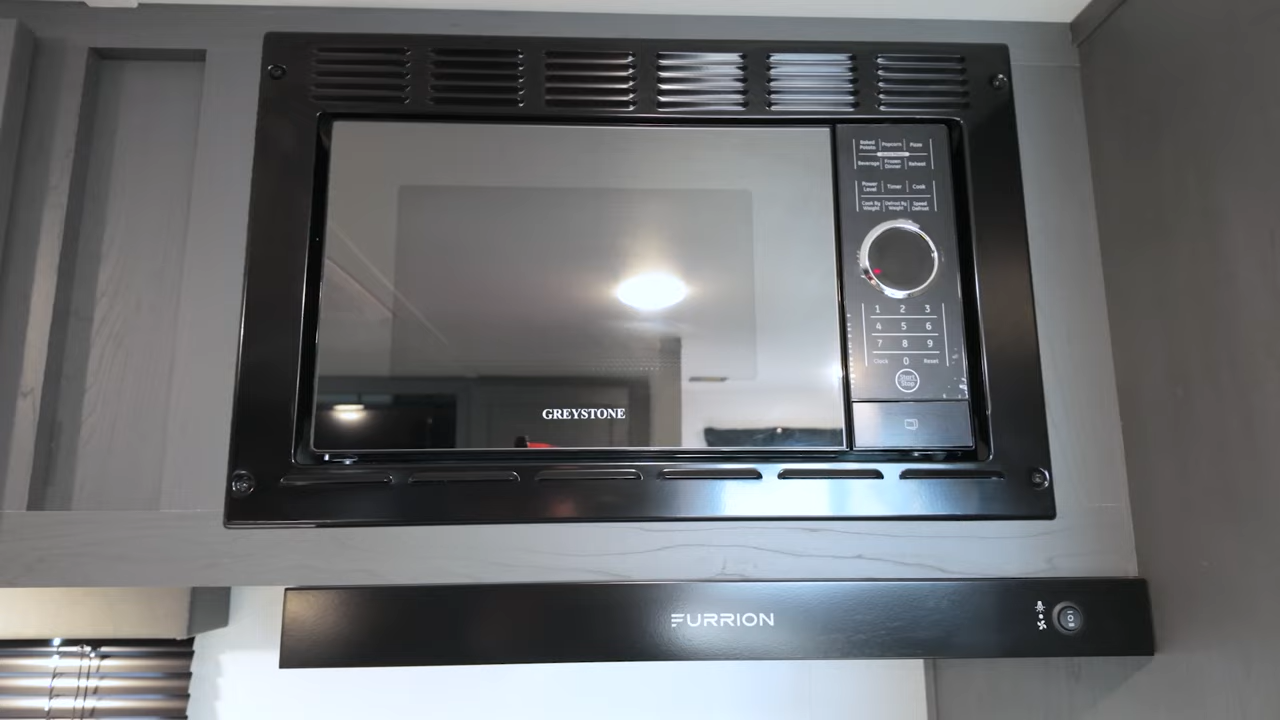 Baked Potato Popcorn Pizza
Beverage Frozen Dinner Reheat
Power Level Timer Cook
Cook By Weight Defrost By Weight Speed Defrost
1 2 3
4 5 6
7 8 9
Clock 0 Reset
Start
Stop
GREYSTONE
FURRION